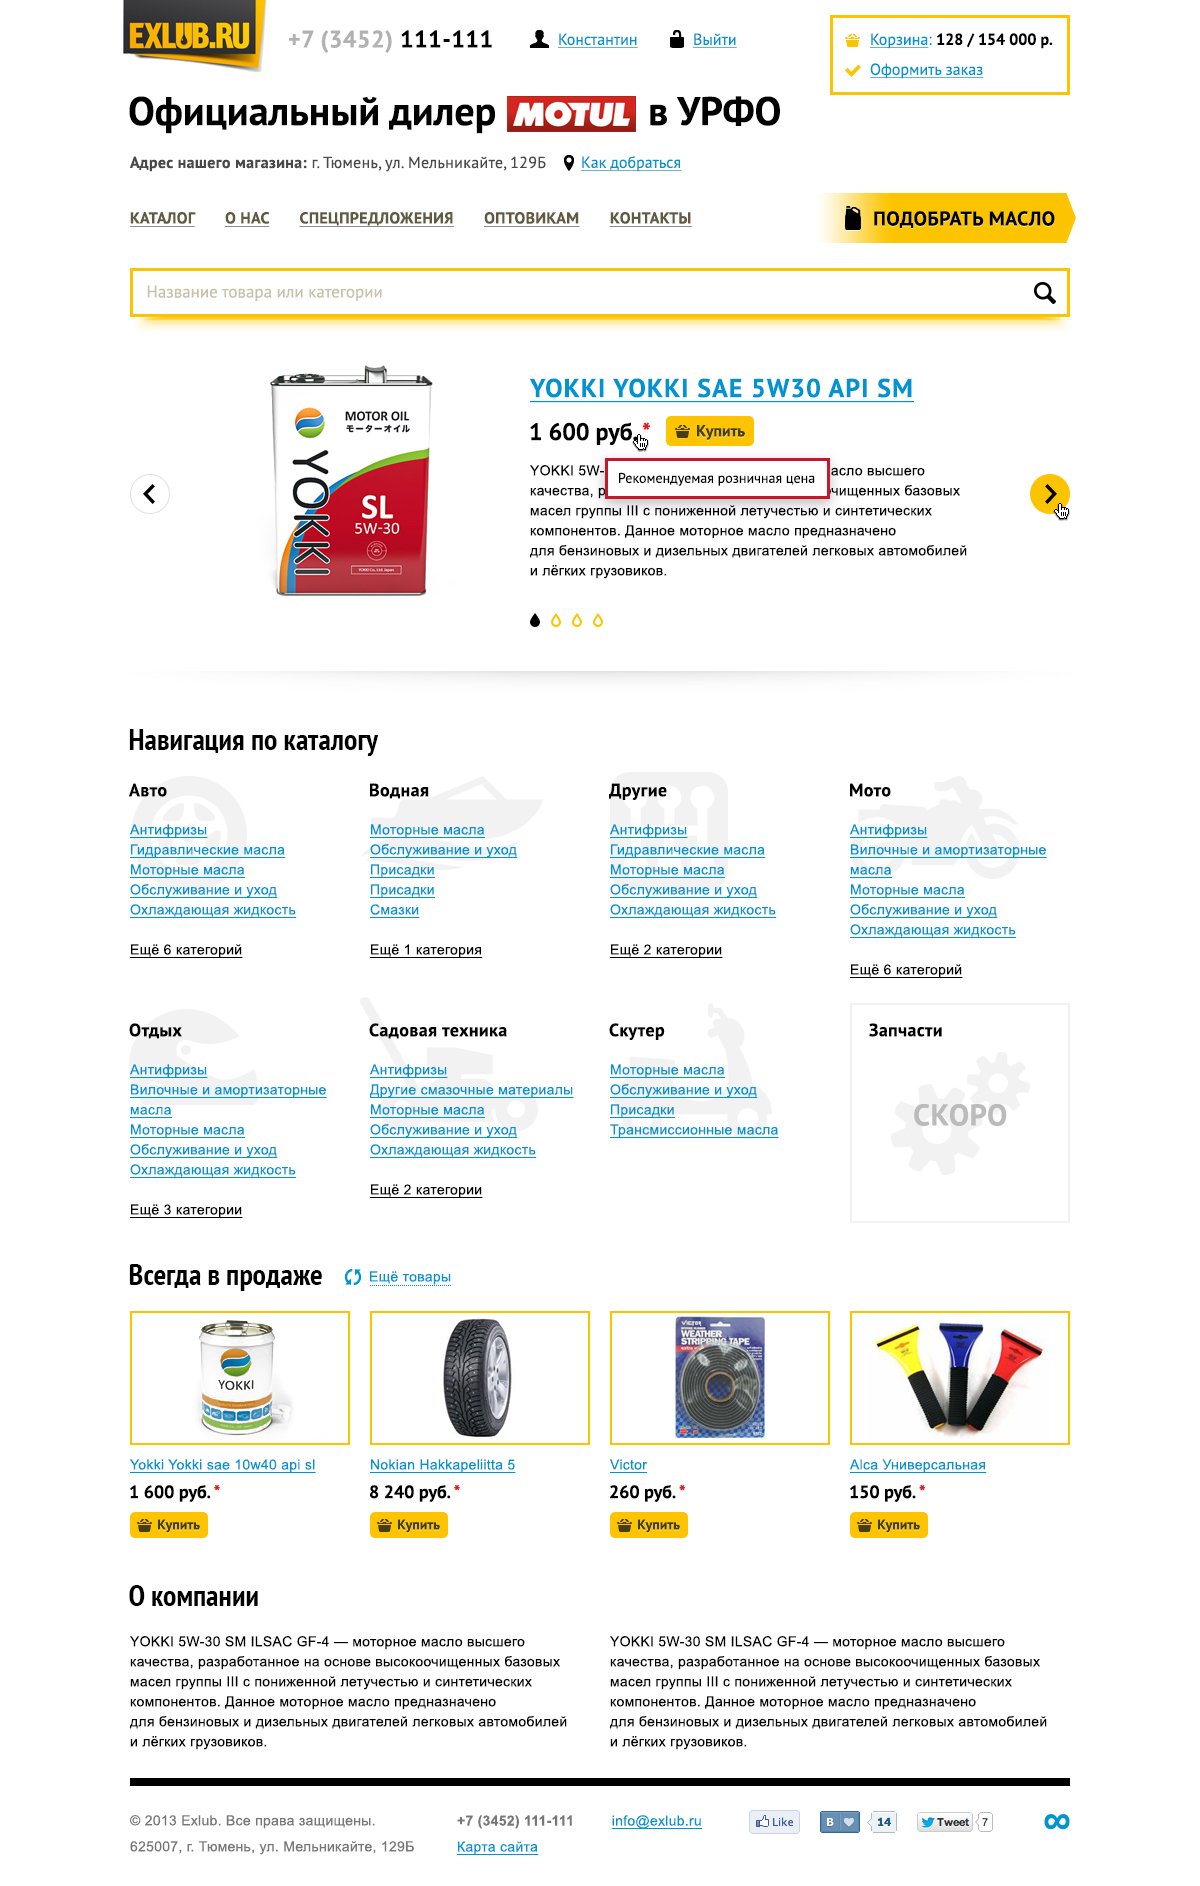 EXLUB.RU
+7 (3452) 111-111
Константин
Выйти
Корзина: 128 / 154 000 р.
Оформить заказ
Официальный дилер MOTUL в УРФО
Адрес нашего магазина: г. Тюмень, ул. Мельникайте, 129Б
Как добраться
КАТАЛОГ
О НАС
СПЕЦПРЕДЛОЖЕНИЯ
ОПТОВИКАМ
КОНТАКТЫ
ПОДОБРАТЬ МАСЛО
Название товара или категории
MOTOR OIL
モーターオイル
YOKKI
SL
5W-30
YOKKI Co., Ltd. Japan
YOKKI YOKKI SAE 5W30 API SM
1 600 руб.*
Купить
Рекомендуемая розничная цена
YOKKI 5W- асло высшего
качества, р чищенных базовых
масел группы III с пониженной летучестью и синтетических
компонентов. Данное моторное масло предназначено
для бензиновых и дизельных двигателей легковых автомобилей
и лёгких грузовиков.
Навигация по каталогу
Авто
Антифризы
Гидравлические масла
Моторные масла
Обслуживание и уход
Охлаждающая жидкость
Ещё 6 категорий
Водная
Моторные масла
Обслуживание и уход
Присадки
Присадки
Смазки
Ещё 1 категория
Другие
Антифризы
Гидравлические масла
Моторные масла
Обслуживание и уход
Охлаждающая жидкость
Ещё 2 категории
Мото
Антифризы
Вилочные и амортизаторные
масла
Моторные масла
Обслуживание и уход
Охлаждающая жидкость
Ещё 6 категорий
Отдых
Антифризы
Вилочные и амортизаторные
масла
Моторные масла
Обслуживание и уход
Охлаждающая жидкость
Ещё 3 категории
Садовая техника
Антифризы
Другие смазочные материалы
Моторные масла
Обслуживание и уход
Охлаждающая жидкость
Ещё 2 категории
Скутер
Моторные масла
Обслуживание и уход
Присадки
Трансмиссионные масла
Запчасти
СКОРО
Всегда в продаже
Ещё товары
YOKKI
VICTOR
WEATHER
STRIPPING TAPE
Yokki Yokki sae 10w40 api sl
1 600 руб.*
Купить
Nokian Hakkapeliitta 5
8 240 руб.*
Купить
Victor
260 руб.*
Купить
Alca Универсальная
150 руб.*
Купить
О компании
YOKKI 5W-30 SM ILSAC GF-4 — моторное масло высшего
качества, разработанное на основе высокоочищенных базовых
масел группы III с пониженной летучестью и синтетических
компонентов. Данное моторное масло предназначено
для бензиновых и дизельных двигателей легковых автомобилей
и лёгких грузовиков.
YOKKI 5W-30 SM ILSAC GF-4 — моторное масло высшего
качества, разработанное на основе высокоочищенных базовых
масел группы III с пониженной летучестью и синтетических
компонентов. Данное моторное масло предназначено
для бензиновых и дизельных двигателей легковых автомобилей
и лёгких грузовиков.
© 2013 Exlub. Все права защищены.
625007, г. Тюмень, ул. Мельникайте, 129Б
+7 (3452) 111-111
Карта сайта
info@exlub.ru
Like
B
14
Tweet
7